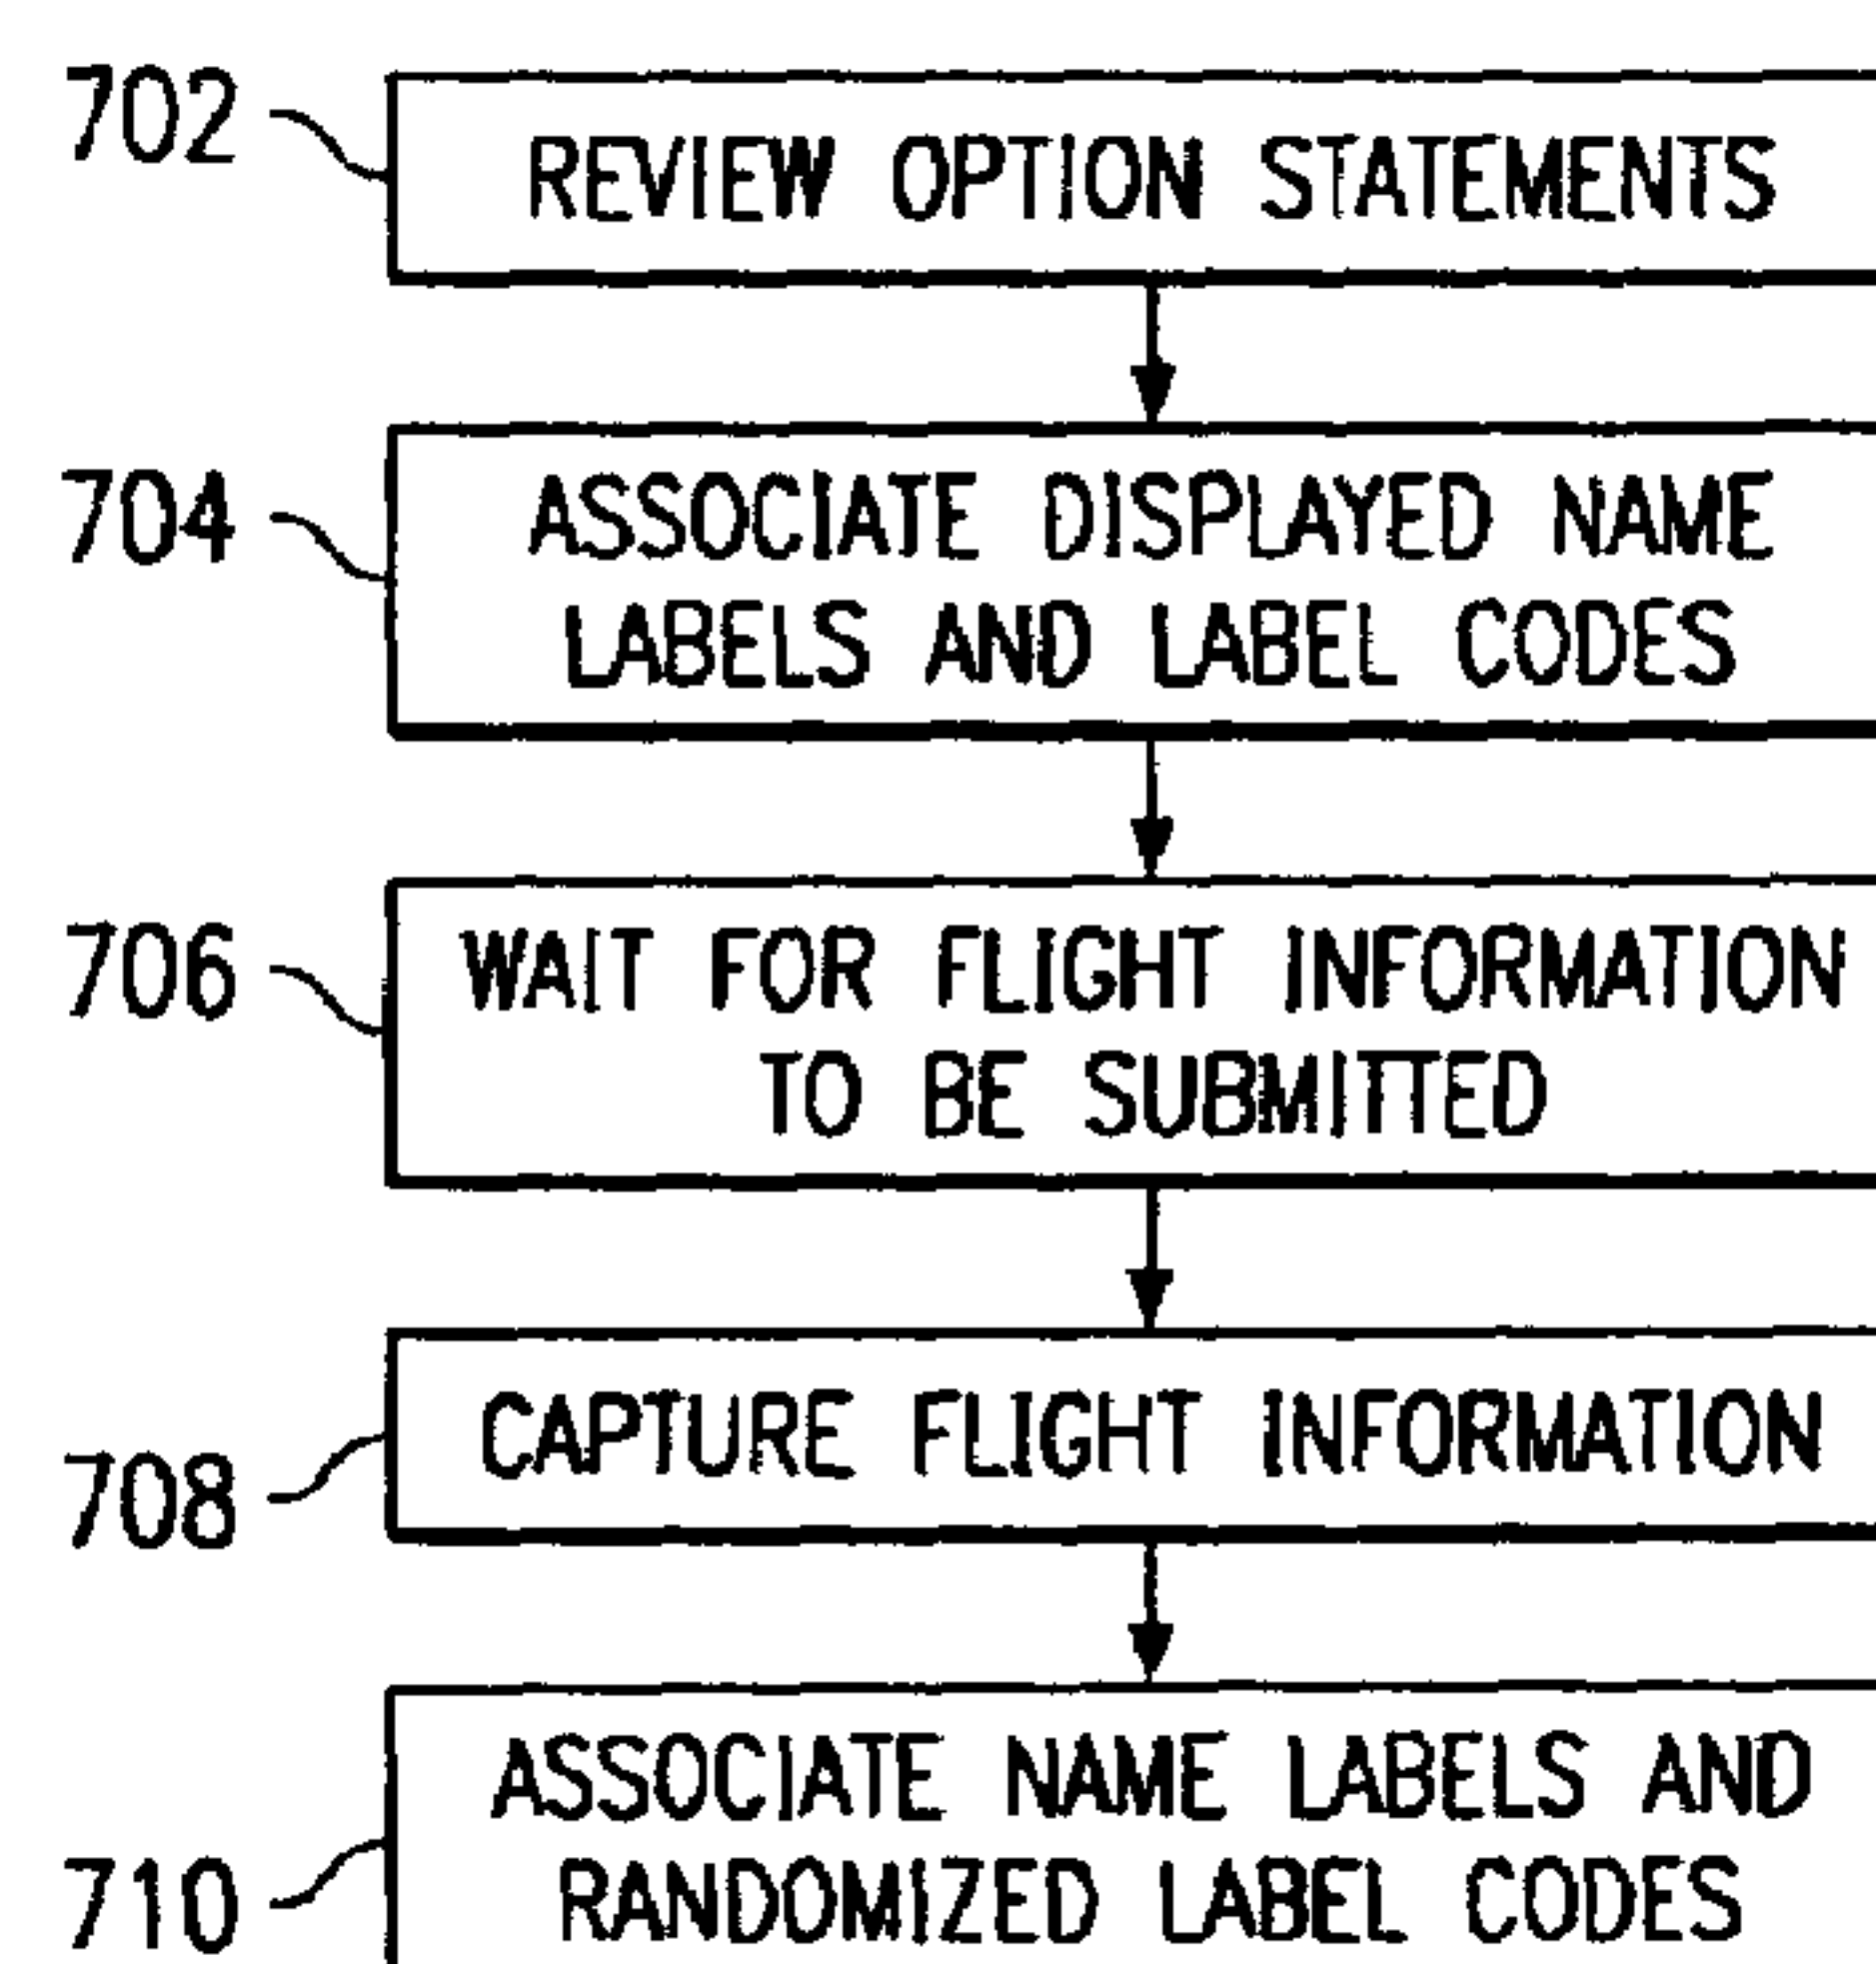 702
REVIEW OPTION STATEMENTS
704
ASSOCIATE DISPLAYED NAME
LABELS AND LABEL CODES
706
WAIT FOR FLIGHT INFORMATION
TO BE SUBMITTED
708
CAPTURE FLIGHT INFORMATION
710
ASSOCIATE NAME LABELS AND
RANDOMIZED LABEL CODES